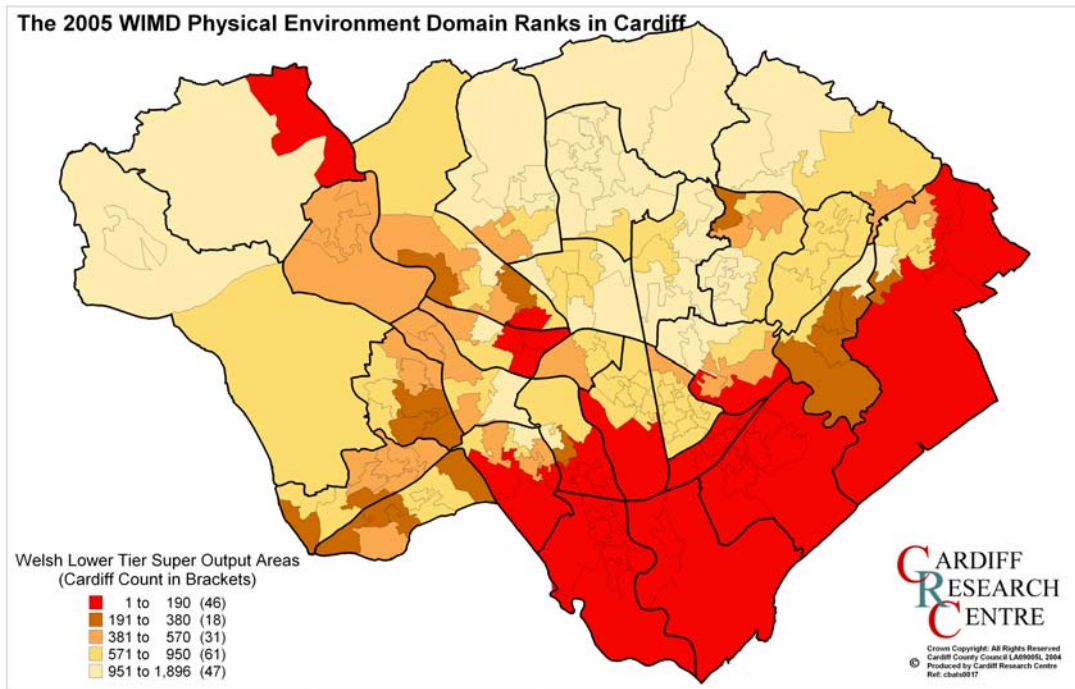 The 2005 WIMD Physical Environment Domain Ranks in Cardiff
Welsh Lower Tier Super Output Areas
(Cardiff Count in Brackets)
1 to 190 (46)
191 to 380 (18)
381 to 570 (31)
571 to 950 (61)
951 to 1,896 (47)
CARDIFF
RESEARCH
CENTRE
Crown Copyright: All Rights Reserved
Cardiff County Council LA09005L 2004
© Produced by Cardiff Research Centre
Ref: cbats0017